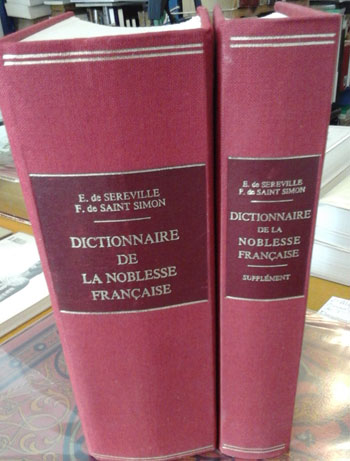 E. de SEREVILLE
F. de SAINT SIMON
DICTIONNAIRE
DE
LA NOBLESSE
FRANÇAISE
E. de SEREVILLE
F. de SAINT SIMON
DICTIONNAIRE
DE LA
NOBLESSE
FRANÇAISE
SUPPLÉMENT